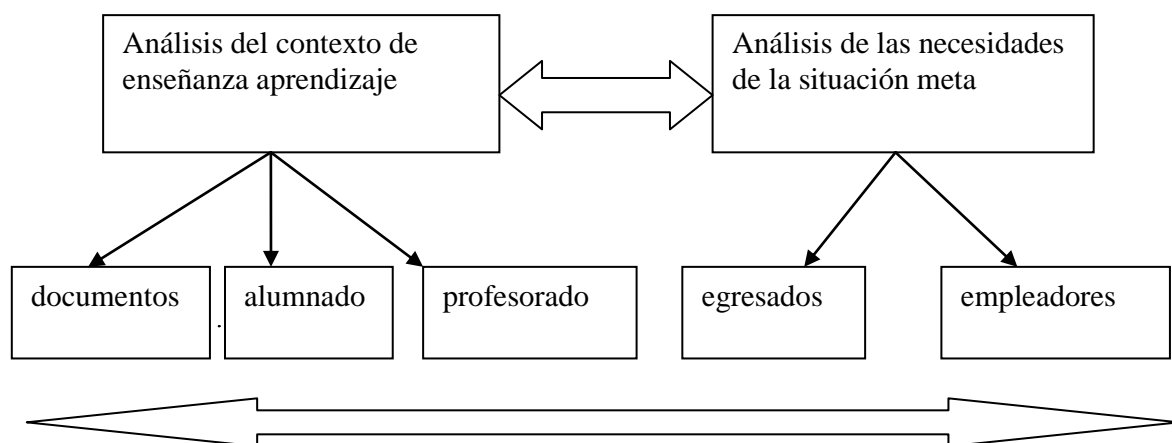 Análisis del contexto de
enseñanza aprendizaje
Análisis de las necesidades
de la situación meta
documentos
alumnado
profesorado
egresados
empleadores